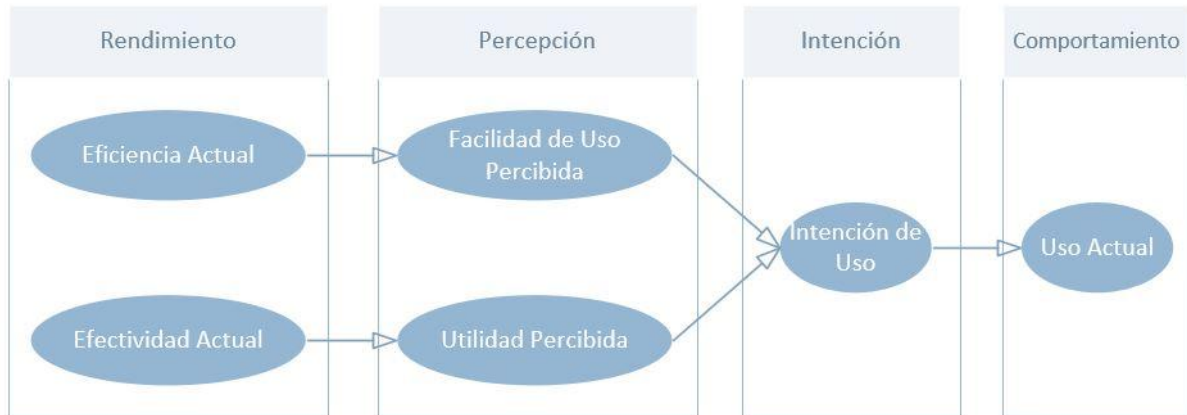 Rendimiento
Percepción
Intención
Comportamiento
Eficiencia Actual
Facilidad de Uso
Percibida
Intención de
Uso
Uso Actual
Efectividad Actual
Utilidad Percibida